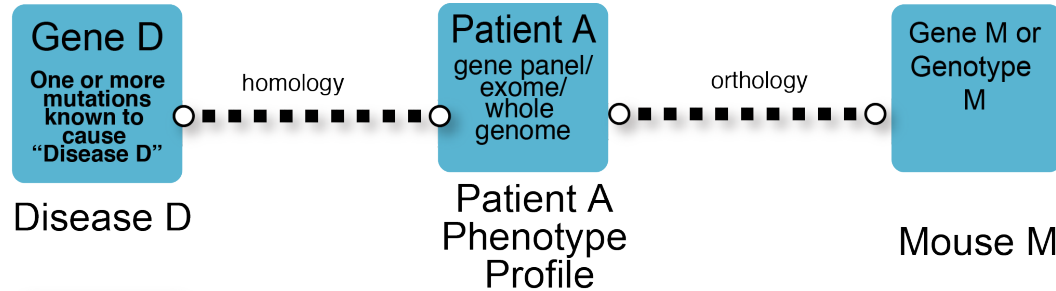 Gene D
One or more
mutations
known to
cause
“Disease D”
Disease D
homology
Patient A
gene panel/
exome/
whole
genome
Patient A
Phenotype
Profile
orthology
Gene M or
Genotype
M
Mouse M